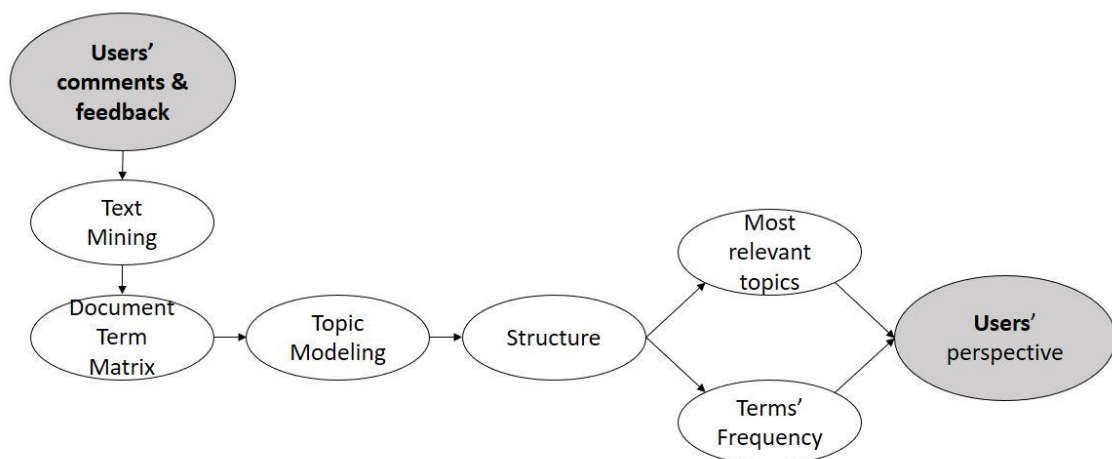 Users’
comments &
feedback
Text
Mining
Document
Term
Matrix
Topic
Modeling
Structure
Most
relevant
topics
Terms’
Frequency
Users’
perspective